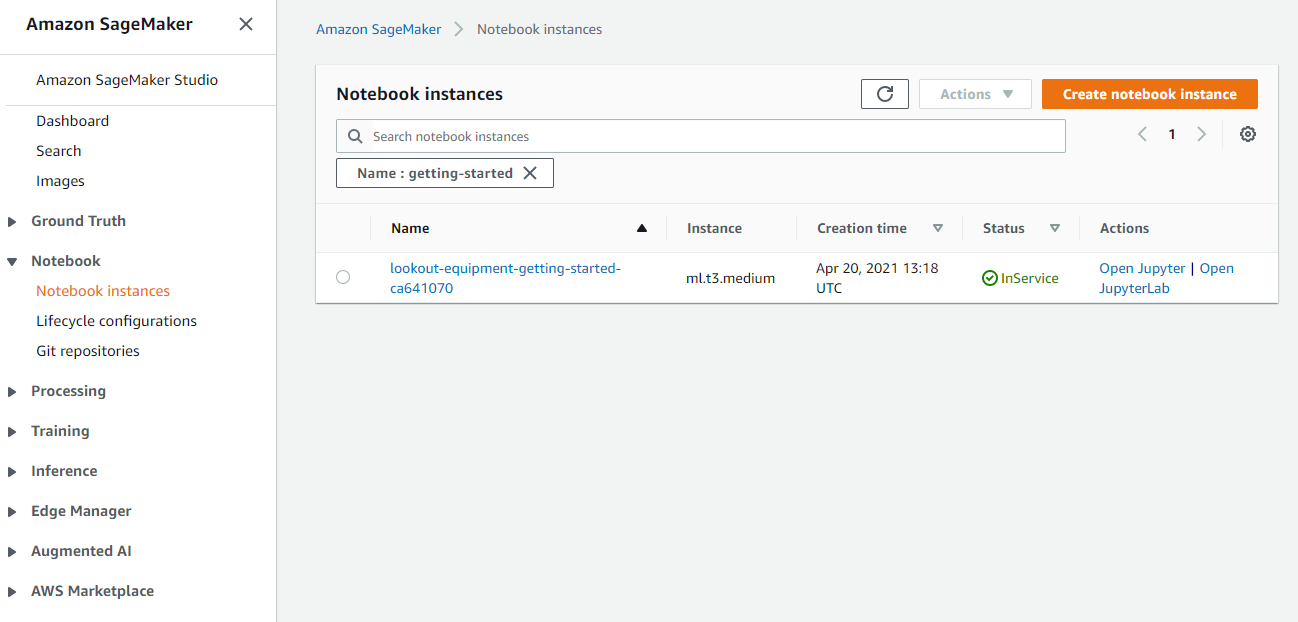 Amazon SageMaker
Amazon SageMaker Studio
Dashboard
Search
Images
Ground Truth
Notebook
Notebook instances
Lifecycle configurations
Git repositories
Processing
Training
Inference
Edge Manager
Augmented AI
AWS Marketplace
Amazon SageMaker Notebook instances
Notebook instances
Actions
Create notebook instance
Search notebook instances
1
Name : getting-started
Name Instance Creation time Status Actions
lookout-equipment-getting-started-
ca641070
ml.t3.medium
Apr 20, 2021 13:18
UTC
InService
Open Jupyter | Open
JupyterLab